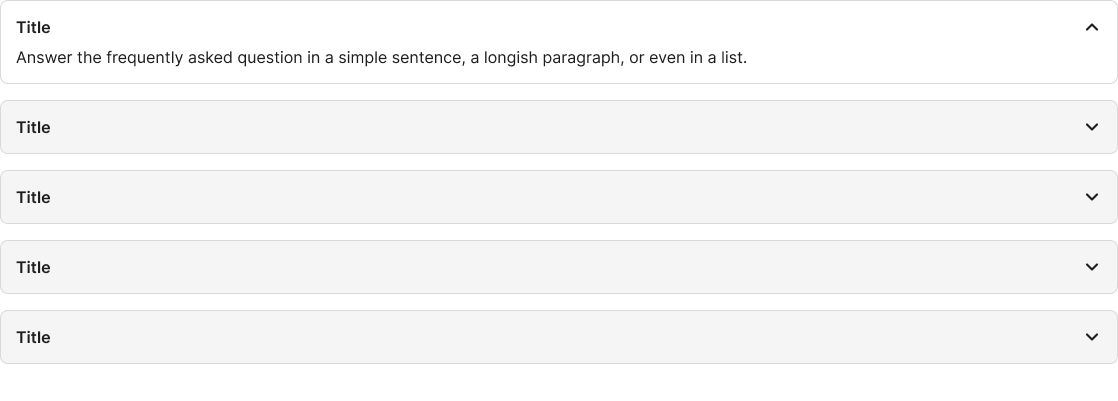 Title
Answer the frequently asked question in a simple sentence, a longish paragraph, or even in a list.
Title
Title
Title
Title